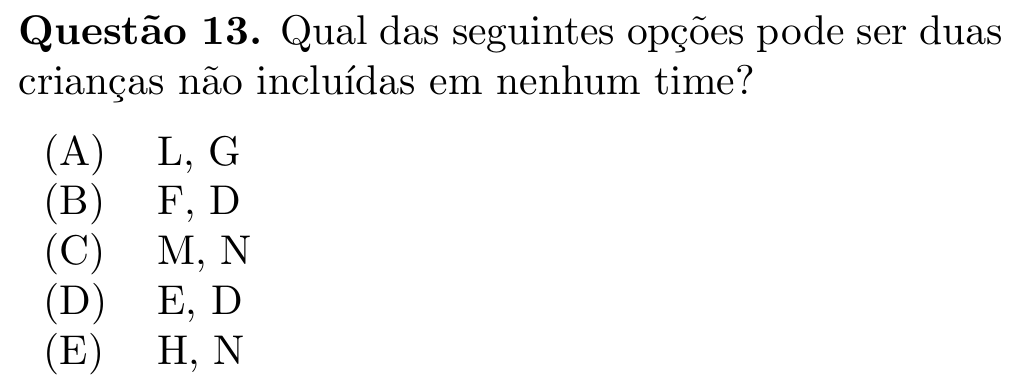 Questão 13. Qual das seguintes opções pode ser duas
crianças não incluídas em nenhum time?
(A) L, G
(B) F, D
(C) M, N
(D) E, D
(E) H, N